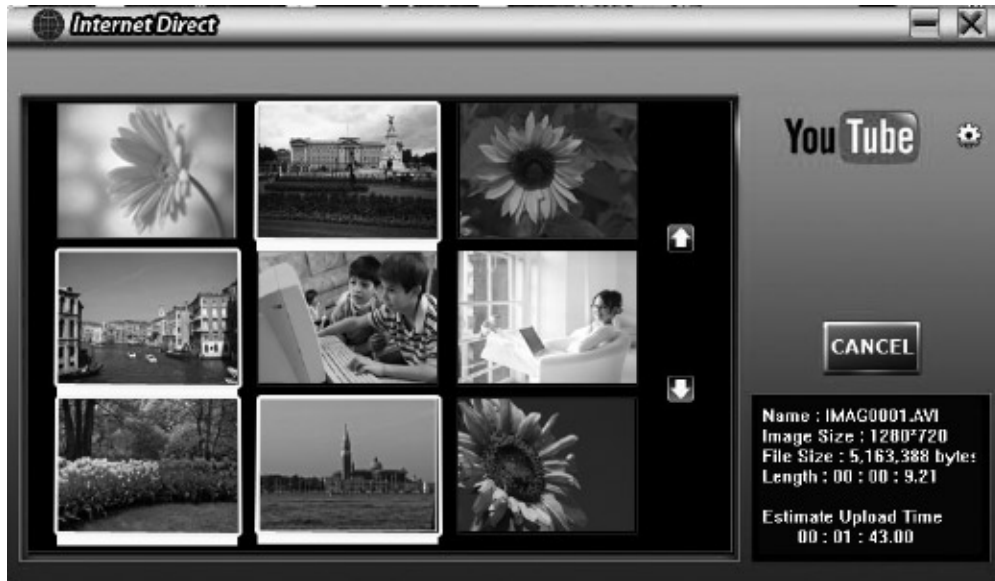 Internet Direct
You Tube
CANCEL
Name : IMAG0001.AVI
Image Size : 1280*720
File Size : 5,163,388 bytes
Length : 00 : 00 : 9.21
Estimate Upload Time
00 : 01 : 43.00